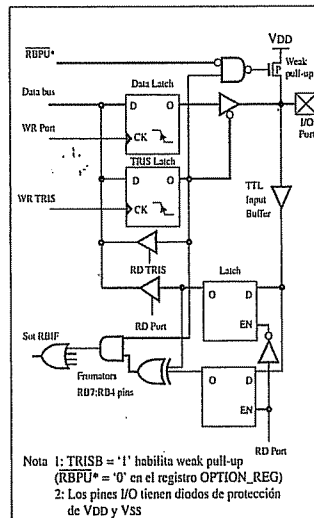 VDD
RBPU*
Weak
pull-up
P
Data bus
Data Latch
D O
WR Port
CK
I/O
Port
TRIS Latch
D O
WR TRIS
CK
TTL
Input
Buffer
RD TRIS
Latch
O D
RD Port
EN
Sot RBIF
Fromators
RB7:RB4 pins
O D
EN
RD Port
Nota 1: TRISB = '1' habilita weak pull-up
(RBPU* = '0' en el registro OPTION_REG)
2: Los pines I/O tienen diodos de protección
de VDD y VSS